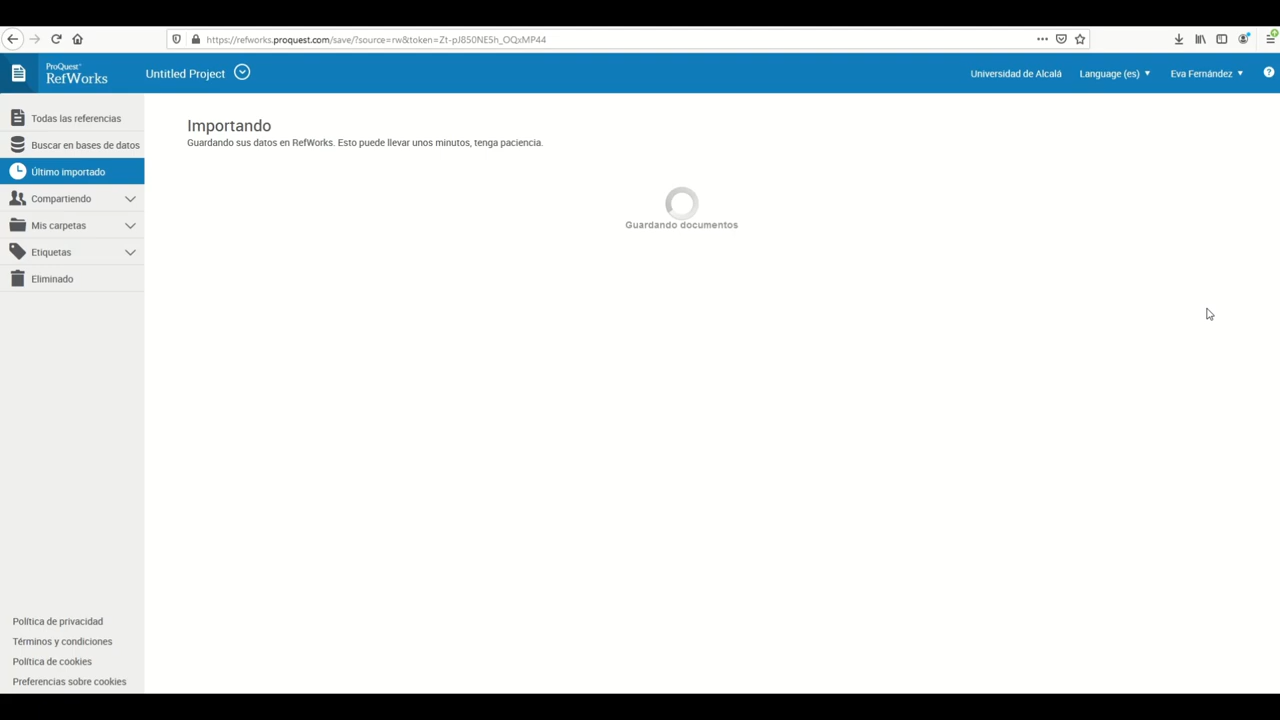 https://refworks.proquest.com/save/?source=rw&token=Zt-pJ850NE5h_OQxMP44
ProQuest®
RefWorks
Untitled Project
Universidad de Alcalá
Language (es)
Eva Fernández
Todas las referencias
Buscar en bases de datos
Último importado
Compartiendo
Mis carpetas
Etiquetas
Eliminado
Importando
Guardando sus datos en RefWorks. Esto puede llevar unos minutos, tenga paciencia.
Guardando documentos
Política de privacidad
Términos y condiciones
Política de cookies
Preferencias sobre cookies